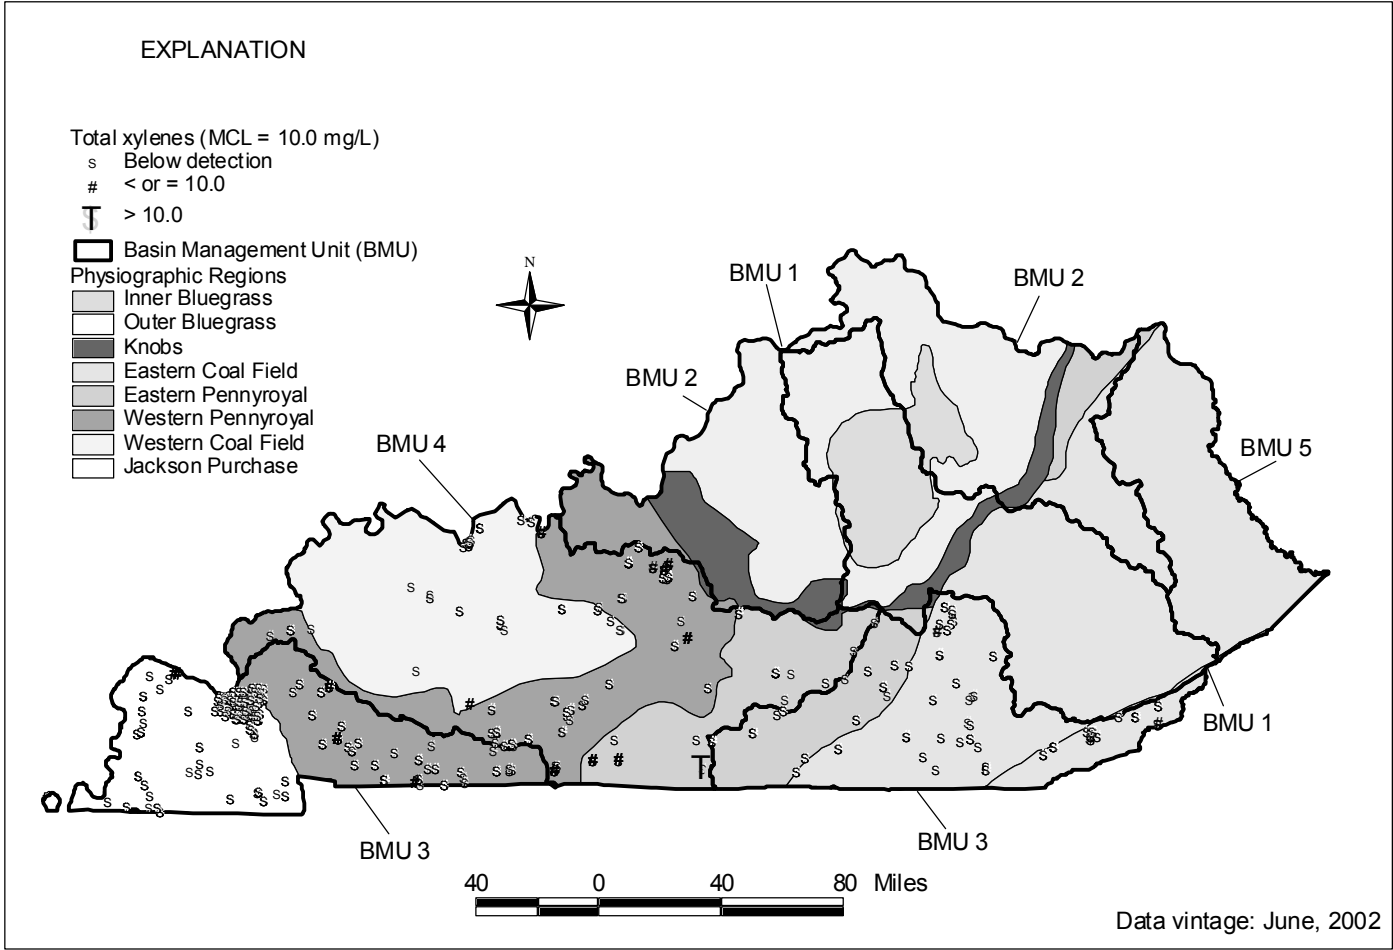 EXPLANATION
Total xylenes (MCL = 10.0 mg/L)
s Below detection
# < or = 10.0
T > 10.0
Basin Management Unit (BMU)
Physiographic Regions
Inner Bluegrass
Outer Bluegrass
Knobs
Eastern Coal Field
Eastern Pennyroyal
Western Pennyroyal
Western Coal Field
Jackson Purchase
N
BMU 1
BMU 2
BMU 2
BMU 4
BMU 5
BMU 1
BMU 3
BMU 3
T
40 0 40 80 Miles
Data vintage: June, 2002